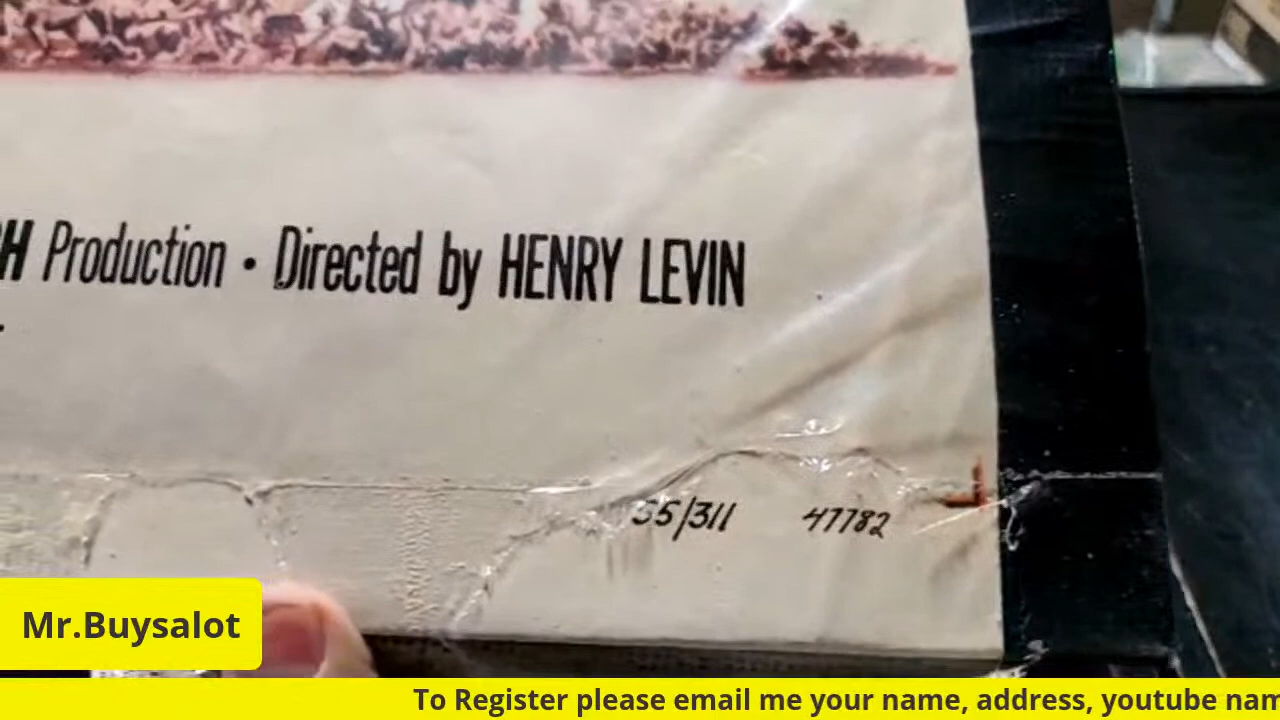 H Production • Directed by HENRY LEVIN
55/311 47782
Mr.Buysalot
To Register please email me your name, address, youtube nam